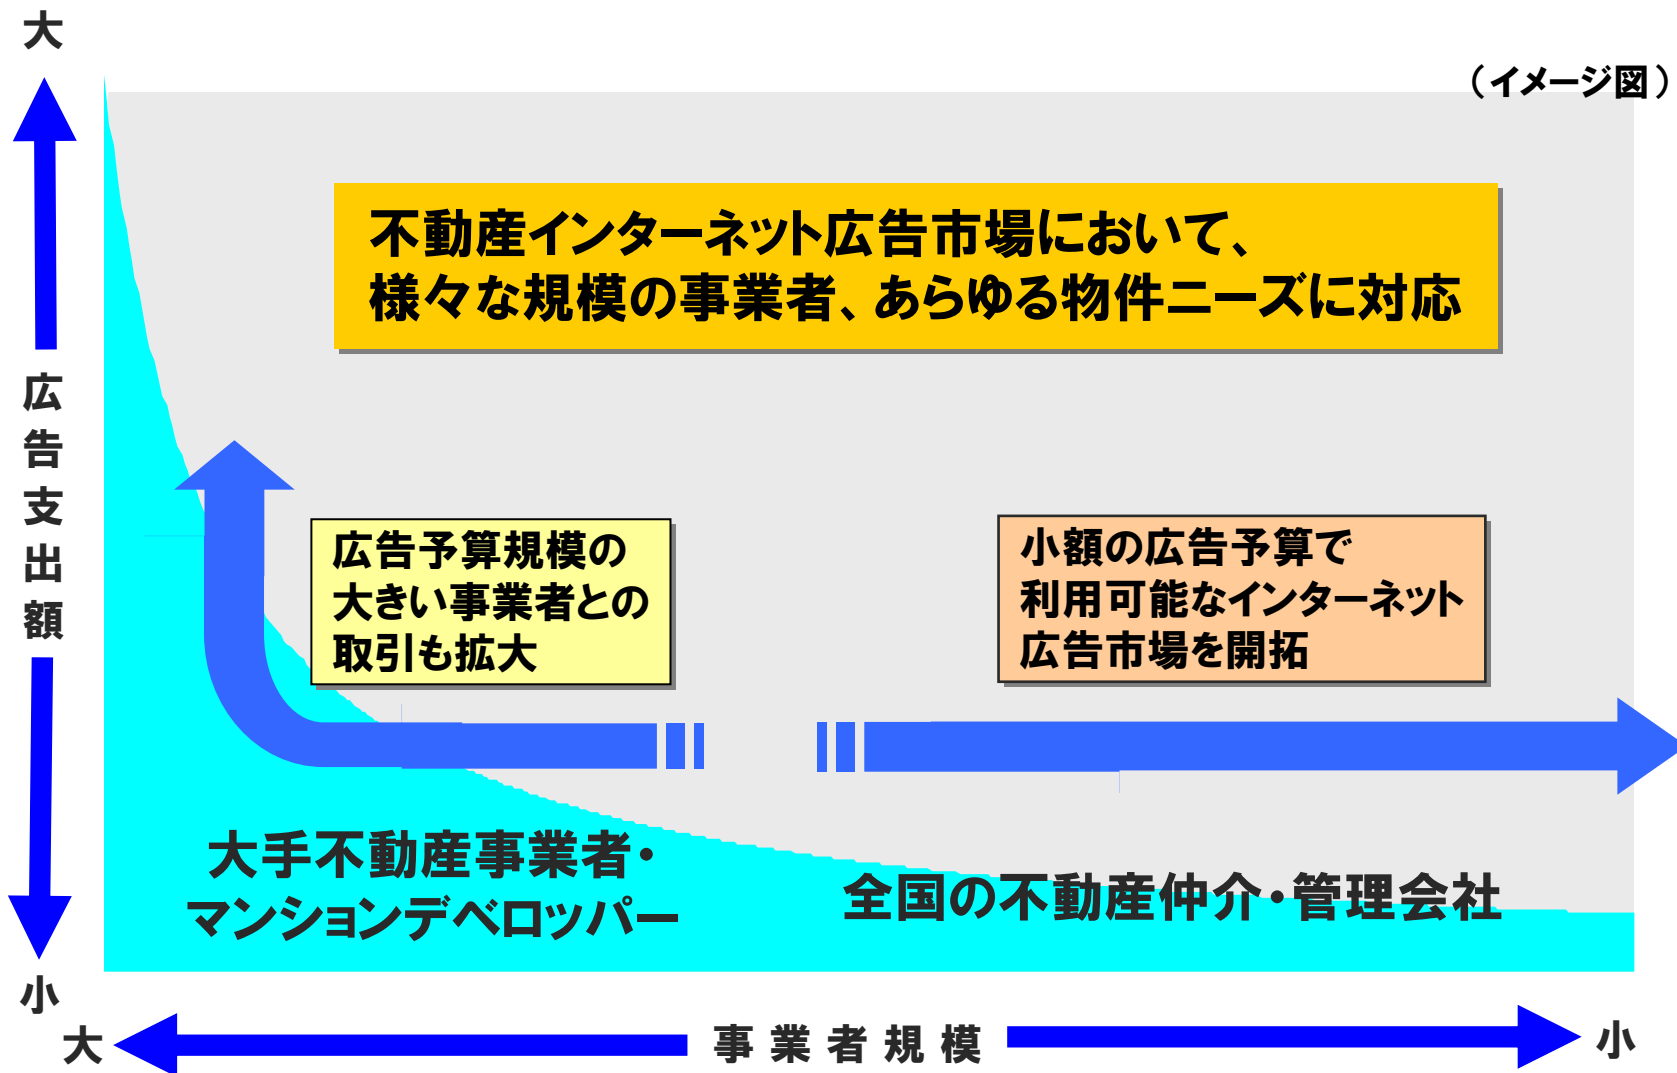 大
（イメージ図）
不動産インターネット広告市場において、
様々な規模の事業者、あらゆる物件ニーズに対応
広告支出額
広告予算規模の
大きい事業者との
取引も拡大
小額の広告予算で
利用可能なインターネット
広告市場を開拓
大手不動産事業者・
マンションデベロッパー
全国の不動産仲介・管理会社
小
大
事業者規模
小